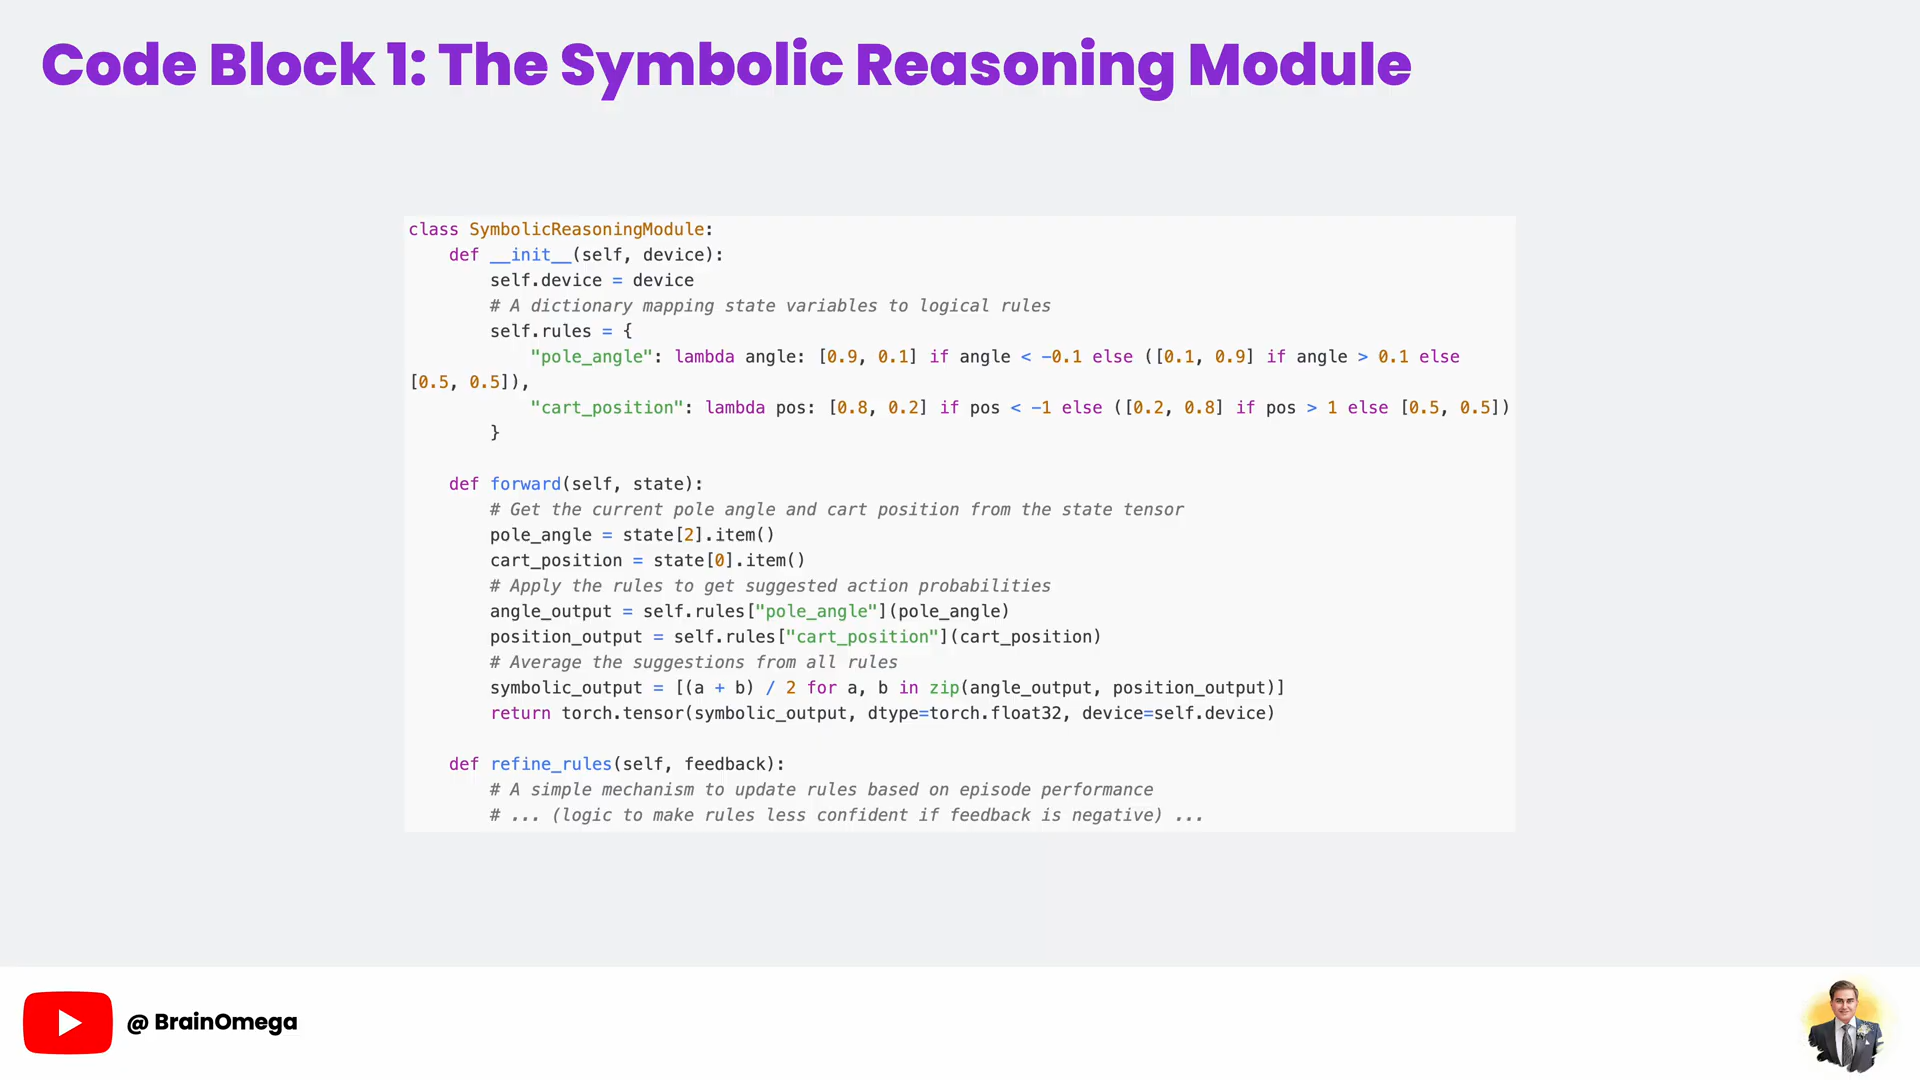 Code Block 1: The Symbolic Reasoning Module
class SymbolicReasoningModule:
    def __init__(self, device):
        self.device = device
        # A dictionary mapping state variables to logical rules
        self.rules = {
            "pole_angle": lambda angle: [0.9, 0.1] if angle < -0.1 else ([0.1, 0.9] if angle > 0.1 else
[0.5, 0.5]),
            "cart_position": lambda pos: [0.8, 0.2] if pos < -1 else ([0.2, 0.8] if pos > 1 else [0.5, 0.5])
        }
    def forward(self, state):
        # Get the current pole angle and cart position from the state tensor
        pole_angle = state[2].item()
        cart_position = state[0].item()
        # Apply the rules to get suggested action probabilities
        angle_output = self.rules["pole_angle"](pole_angle)
        position_output = self.rules["cart_position"](cart_position)
        # Average the suggestions from all rules
        symbolic_output = [(a + b) / 2 for a, b in zip(angle_output, position_output)]
        return torch.tensor(symbolic_output, dtype=torch.float32, device=self.device)
    def refine_rules(self, feedback):
        # A simple mechanism to update rules based on episode performance
        # ... (logic to make rules less confident if feedback is negative) ...
@ BrainOmega